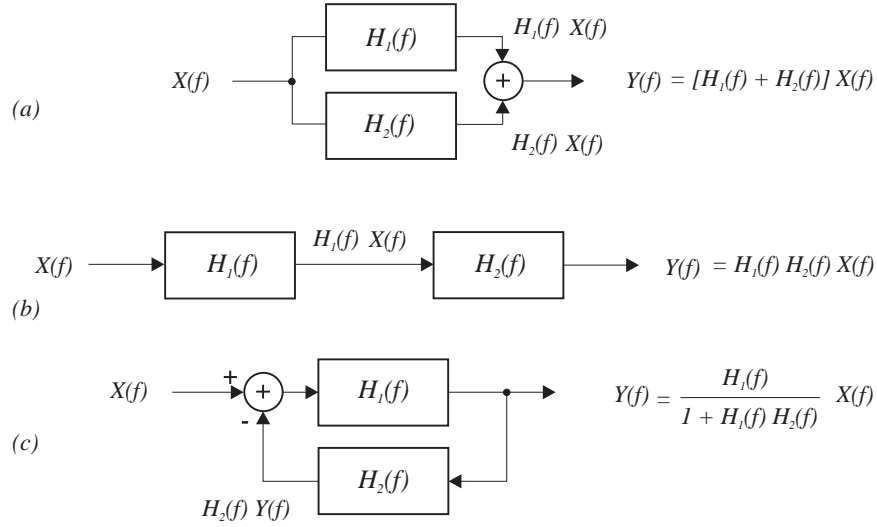 H₁(f)
H₁(f) X(f)
X(f)
+
Y(f) = [H₁(f) + H₂(f)] X(f)
(a)
H₂(f)
H₂(f) X(f)
X(f)
H₁(f)
H₁(f) X(f)
H₂(f)
Y(f) = H₁(f) H₂(f) X(f)
(b)
X(f)
+
+
H₁(f)
Y(f) = H₁(f) / 1 + H₁(f) H₂(f) X(f)
-
(c)
H₂(f)
H₂(f) Y(f)